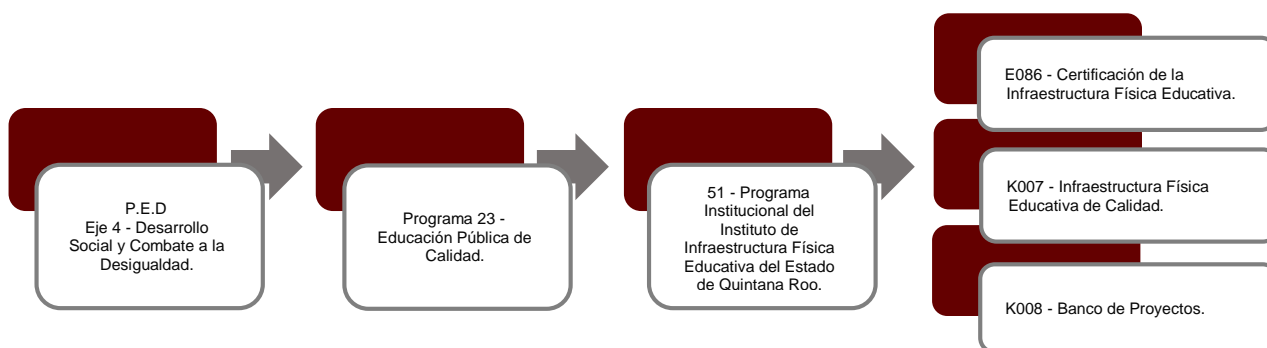 P.E.D
Eje 4 - Desarrollo
Social y Combate a la
Desigualdad.
Programa 23 -
Educación Pública de
Calidad.
51 - Programa
Institucional del
Instituto de
Infraestructura Física
Educativa del Estado
de Quintana Roo.
E086 - Certificación de la
Infraestructura Física Educativa.
K007 - Infraestructura Física
Educativa de Calidad.
K008 - Banco de Proyectos.